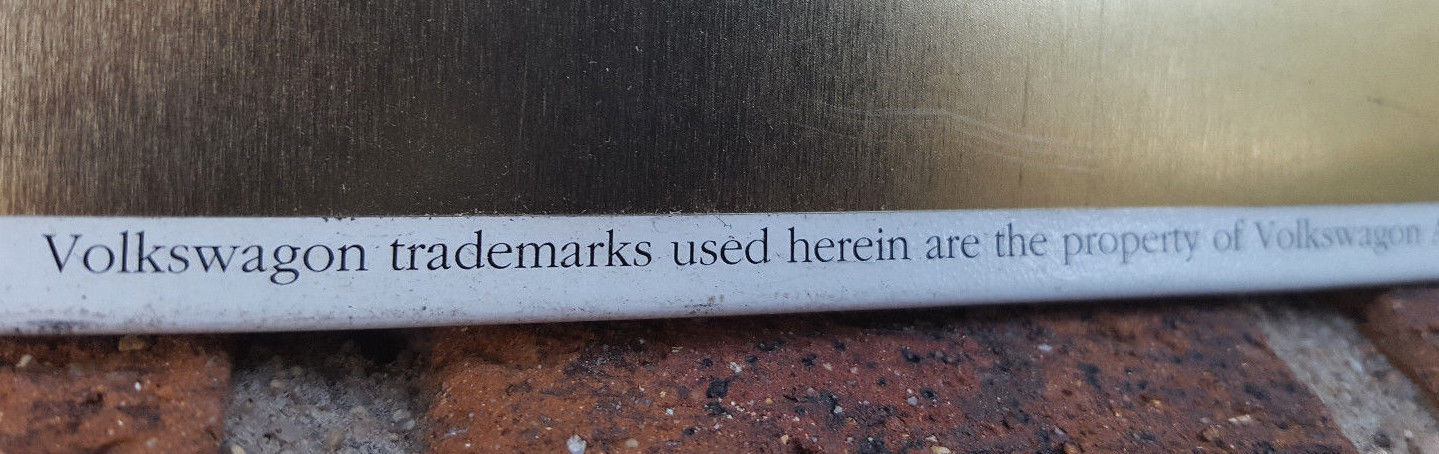 Volkswagon trademarks used herein are the property of Volkswagon